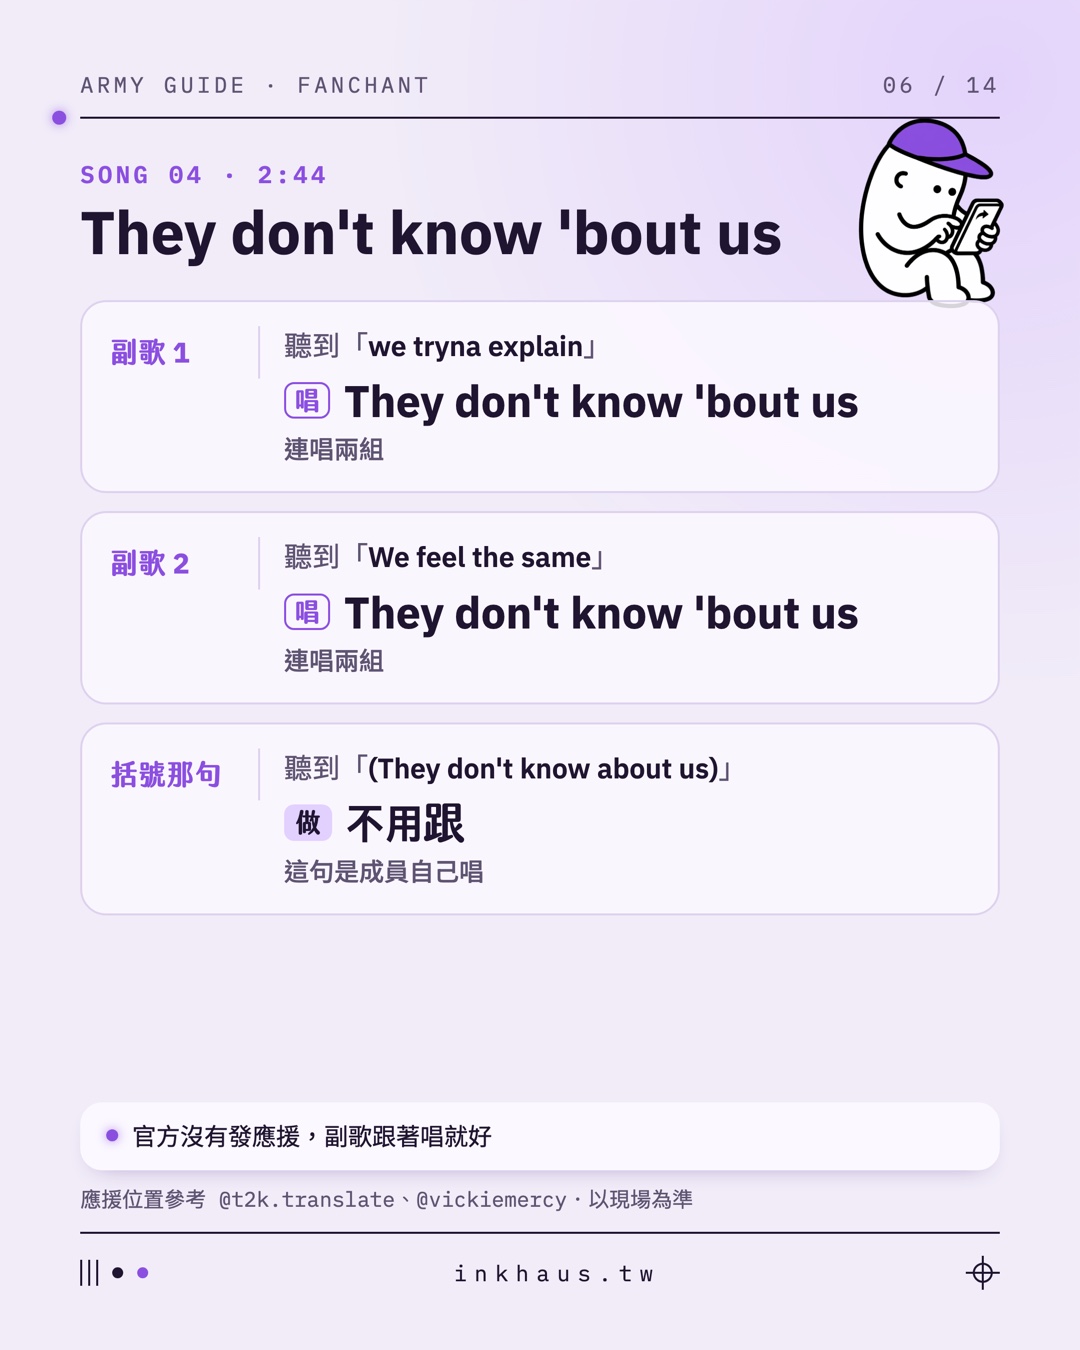 ARMY GUIDE · FANCHANT
06 / 14
SONG 04 · 2:44
They don't know 'bout us
副歌 1
聽到「we tryna explain」
唱 They don't know 'bout us
連唱兩組
副歌 2
聽到「We feel the same」
唱 They don't know 'bout us
連唱兩組
括號那句
聽到「(They don't know about us)」
做 不用跟
這句是成員自己唱
官方沒有發應援，副歌跟著唱就好
應援位置參考 @t2k.translate、@vickiemercy · 以現場為準
inkhaus.tw